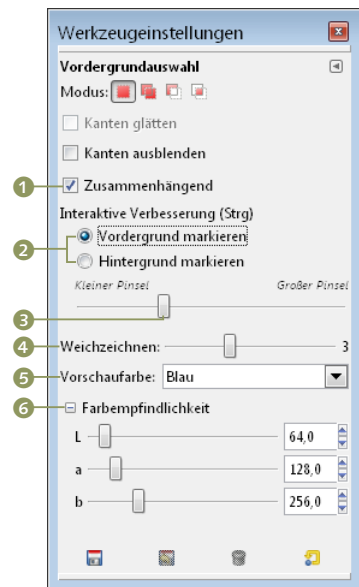 Werkzeugeinstellungen
Vordergrundauswahl
Modus:
Kanten glätten
Kanten ausblenden
1 Zusammenhängend
Interaktive Verbesserung (Strg)
2 Vordergrund markieren
Hintergrund markieren
Kleiner Pinsel Großer Pinsel
3
4 Weichzeichnen: 3
5 Vorschaufarbe: Blau
6 Farbempfindlichkeit
L 64,0
a 128,0
b 256,0